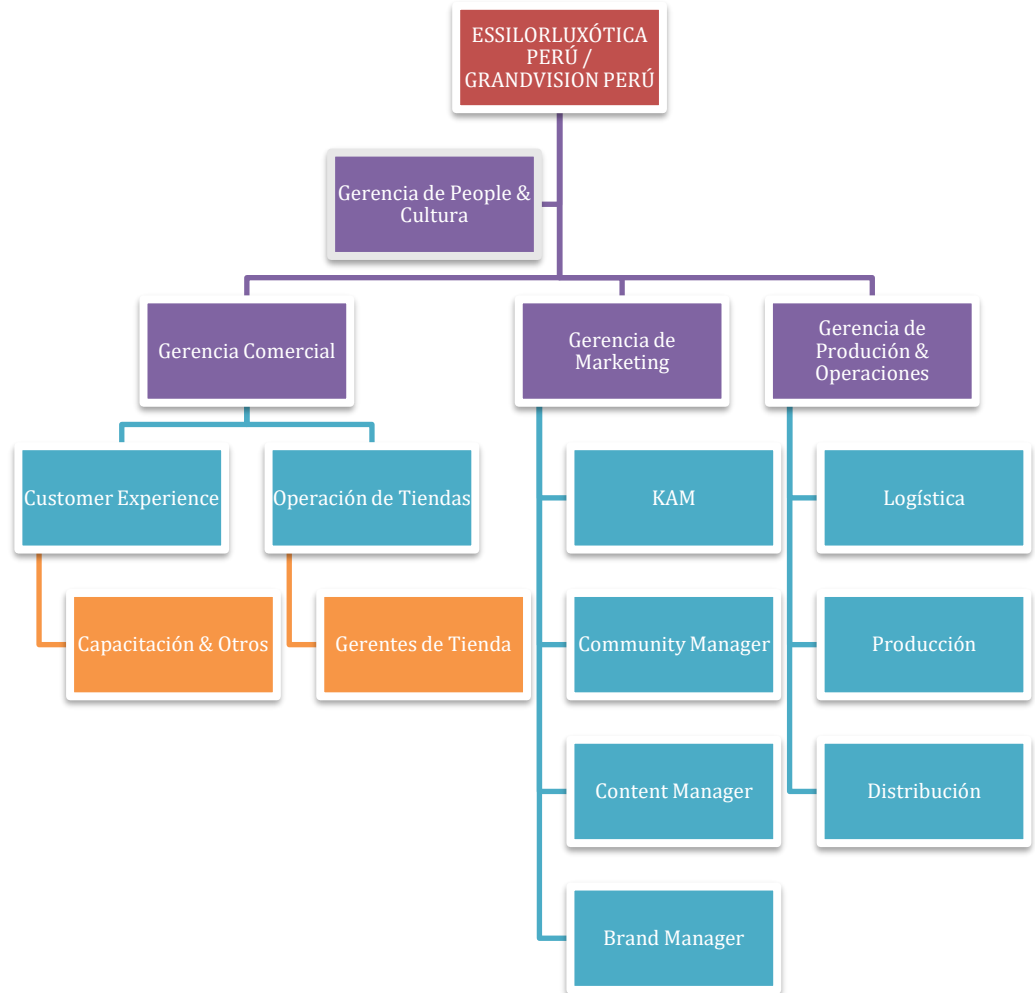 ESSILORLUXÓTICA
PERÚ /
GRANDVISION PERÚ
Gerencia de People &
Cultura
Gerencia Comercial
Gerencia de
Marketing
Gerencia de
Produción &
Operaciones
Customer Experience
Operación de Tiendas
KAM
Logística
Capacitación & Otros
Gerentes de Tienda
Community Manager
Producción
Content Manager
Distribución
Brand Manager